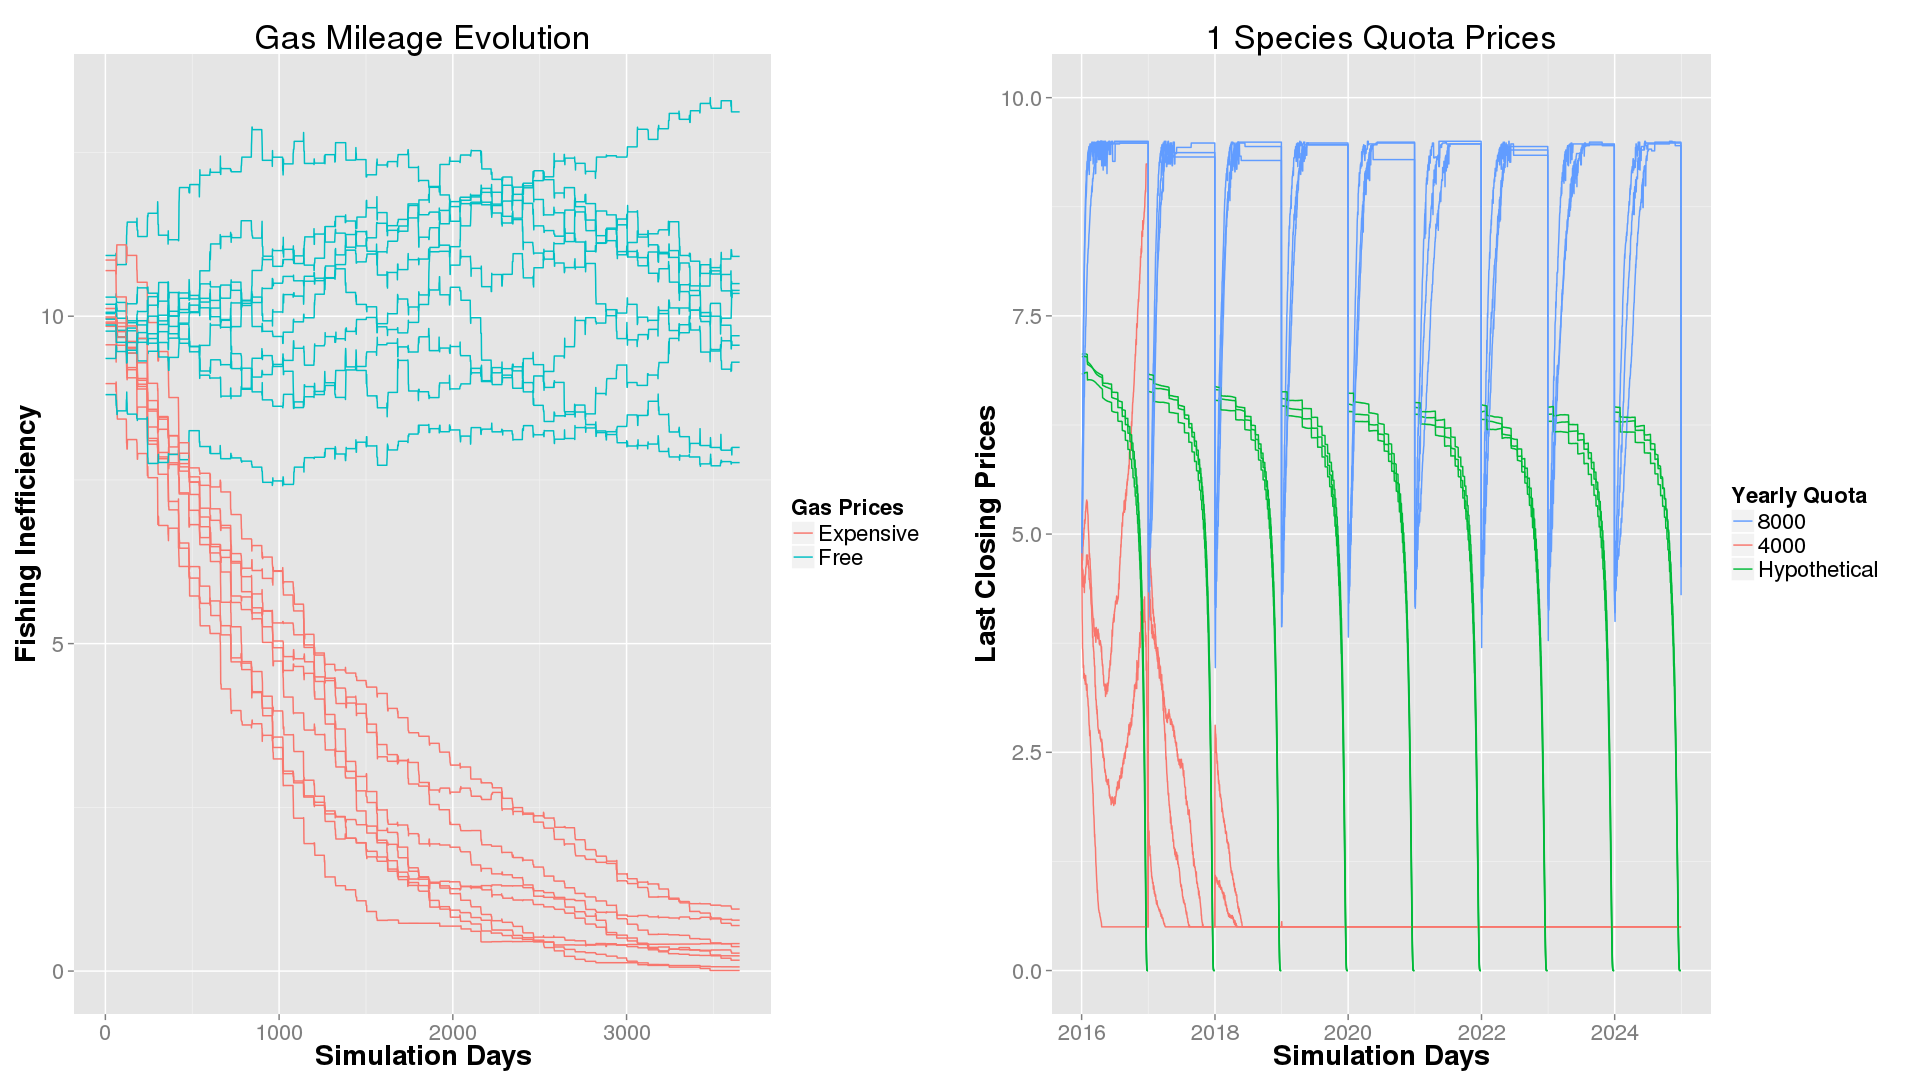 Gas Mileage Evolution
Fishing Inefficiency
10
5
0
0 1000 2000 3000
Simulation Days
Gas Prices
Expensive
Free
1 Species Quota Prices
Last Closing Prices
10.0
7.5
5.0
2.5
0.0
2016 2018 2020 2022 2024
Simulation Days
Yearly Quota
8000
4000
Hypothetical